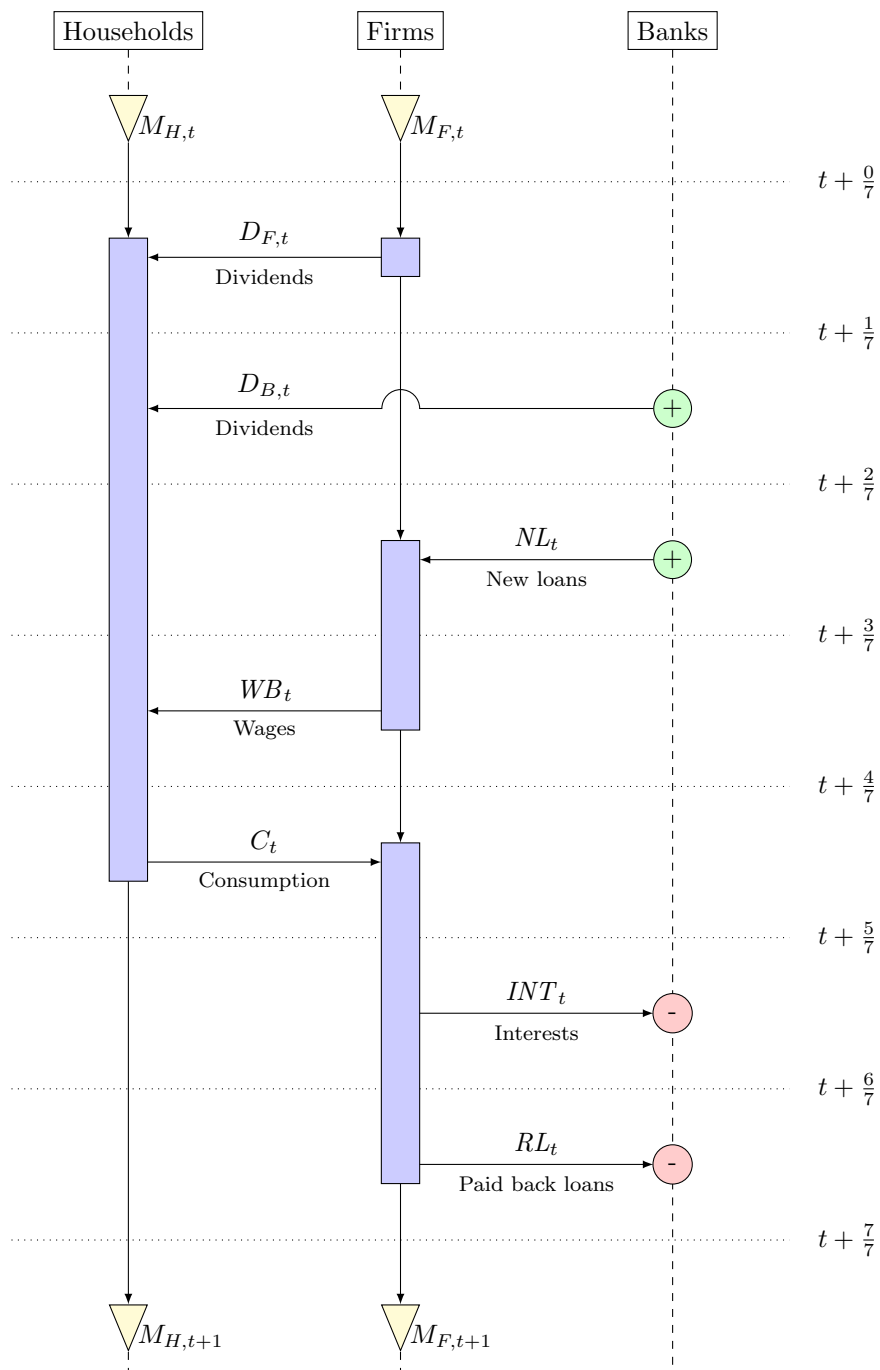 Households Firms Banks
M_{H,t} M_{F,t}
t + 0/7
D_{F,t}
Dividends
t + 1/7
D_{B,t} +
Dividends
t + 2/7
NL_t +
New loans
t + 3/7
WB_t
Wages
t + 4/7
C_t
Consumption
t + 5/7
INT_t -
Interests
t + 6/7
RL_t -
Paid back loans
t + 7/7
M_{H,t+1} M_{F,t+1}